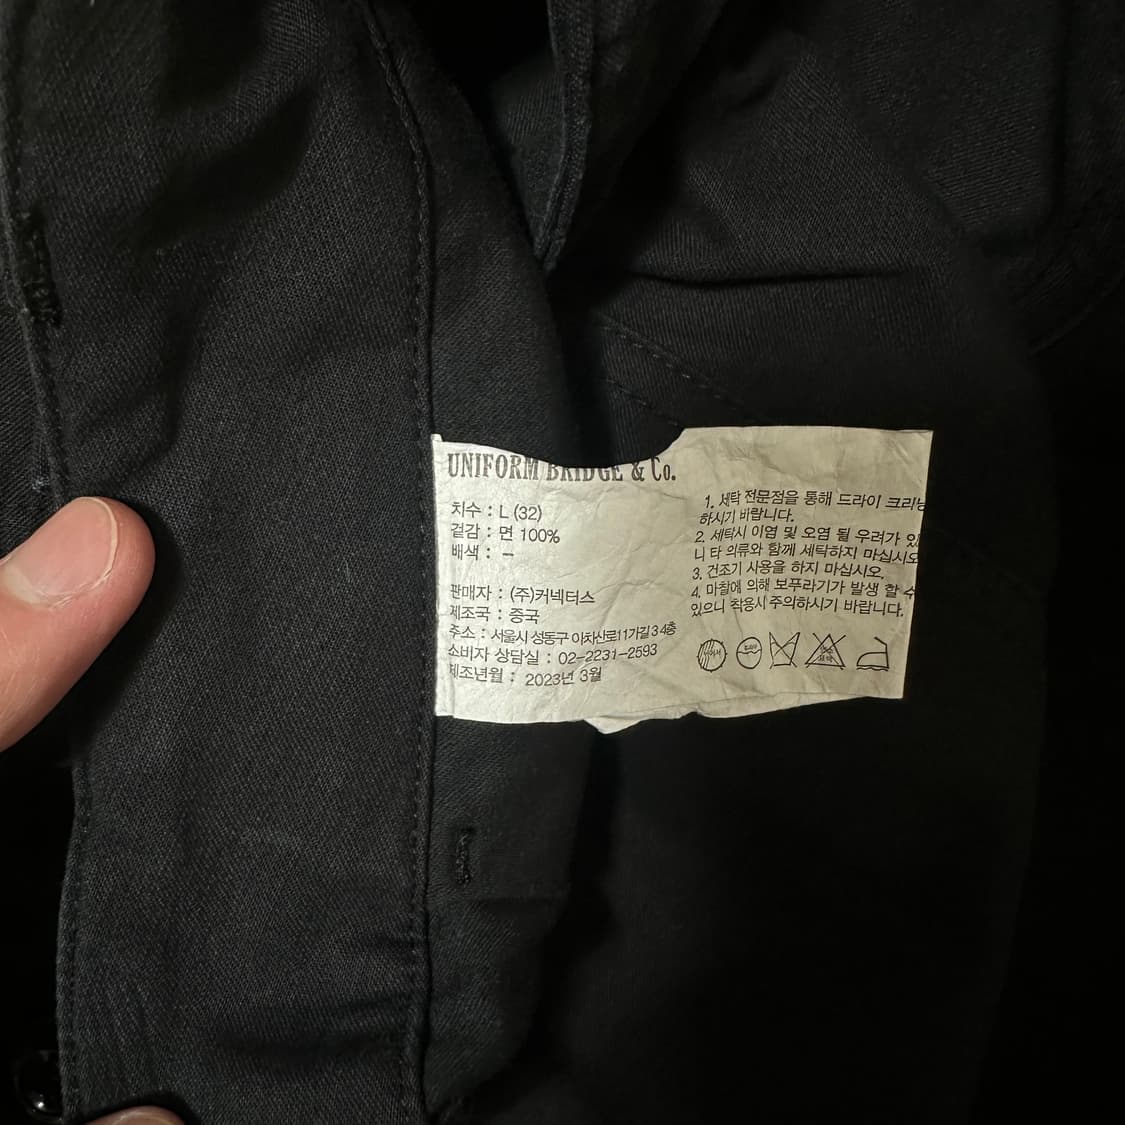 UNIFORM BRIDGE & Co.
치수 : L (32)
겉감 : 면 100%
배색 : –
판매자 : (주)커넥터스
제조국 : 중국
주소 : 서울시 성동구 아차산로11가길 3 4층
소비자 상담실 : 02-2231-2593
제조년월 : 2023년 3월
1. 세탁 전문점을 통해 드라이 크리닝
하시기 바랍니다.
2. 세탁시 이염 및 오염 될 우려가 있
니 타 의류와 함께 세탁하지 마십시오
3. 건조기 사용을 하지 마십시오.
4. 마찰에 의해 보푸라기가 발생 할 수
있으니 착용시 주의하시기 바랍니다.